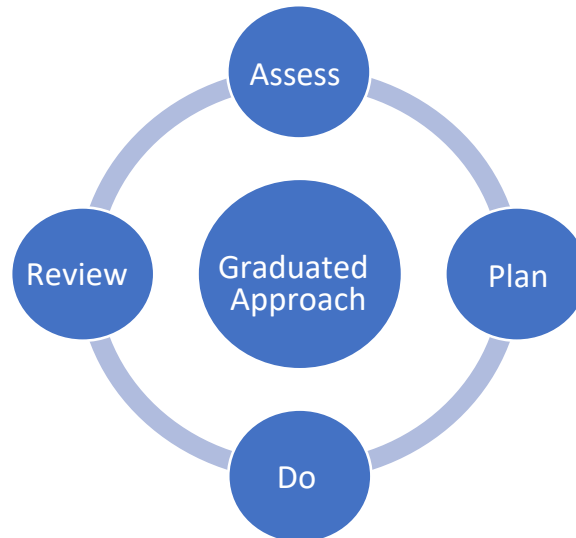 Assess
Review
Graduated
Approach
Plan
Do